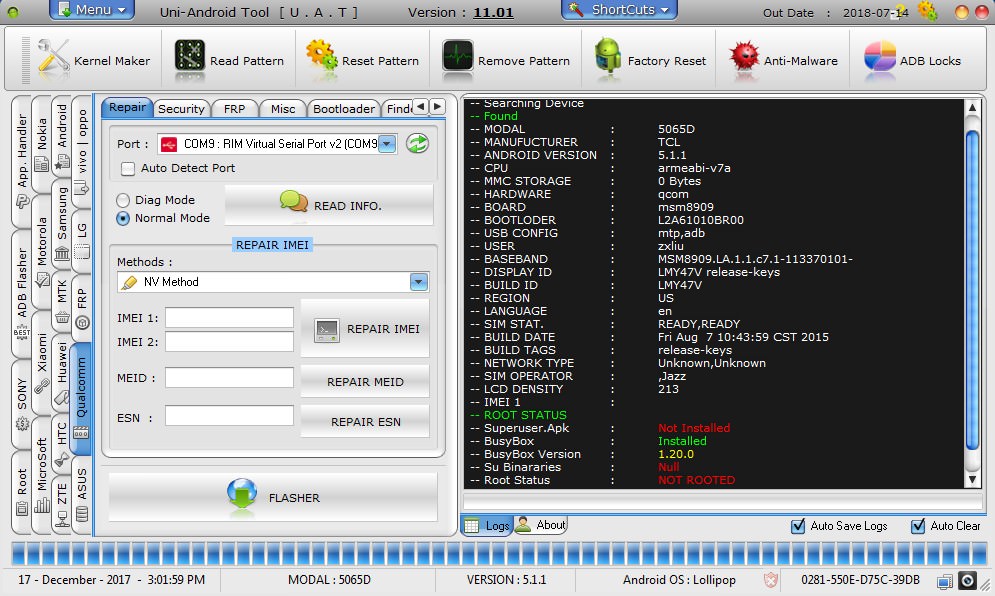 Menu
Uni-Android Tool [ U . A . T ]
Version : 11.01
ShortCuts
Out Date : 2018-07-14
Kernel Maker
Read Pattern
Reset Pattern
Remove Pattern
Factory Reset
Anti-Malware
ADB Locks
App. Handler
ADB Flasher
BEST
SONY
Root
Nokia
Motorola
Xiaomi
MicroSoft
Android
Samsung
MTK
Huawei
HTC
ZTE
vivo | oppo
LG
FRP
Qualcomm
ASUS
Repair
Security
FRP
Misc
Bootloader
Find
Port : COM9 : RIM Virtual Serial Port v2 (COM9
Auto Detect Port
Diag Mode
Normal Mode
READ INFO.
REPAIR IMEI
Methods :
NV Method
IMEI 1:
IMEI 2:
REPAIR IMEI
MEID :
REPAIR MEID
ESN :
REPAIR ESN
FLASHER
-- Searching Device
-- Found
-- MODAL : 5065D
-- MANUFACTURER : TCL
-- ANDROID VERSION : 5.1.1
-- CPU : armeabi-v7a
-- MMC STORAGE : 0 Bytes
-- HARDWARE : qcom
-- BOARD : msm8909
-- BOOTLODER : L2A61010BR00
-- USB CONFIG : mtp,adb
-- USER : zxliu
-- BASEBAND : MSM8909.LA.1.1.c7.1-113370101-
-- DISPLAY ID : LMY47V release-keys
-- BUILD ID : LMY47V
-- REGION : US
-- LANGUAGE : en
-- SIM STAT. : READY,READY
-- BUILD DATE : Fri Aug 7 10:43:59 CST 2015
-- BUILD TAGS : release-keys
-- NETWORK TYPE : Unknown,Unknown
-- SIM OPERATOR : ,Jazz
-- LCD DENSITY : 213
-- IMEI 1 :
-- ROOT STATUS
-- Superuser.Apk : Not Installed
-- BusyBox : Installed
-- BusyBox Version : 1.20.0
-- Su Binararies : Null
-- Root Status : NOT ROOTED
Logs
About
Auto Save Logs
Auto Clear
17 - December - 2017 - 3:01:59 PM
MODAL : 5065D
VERSION : 5.1.1
Android OS : Lollipop
0281-550E-D75C-39DB